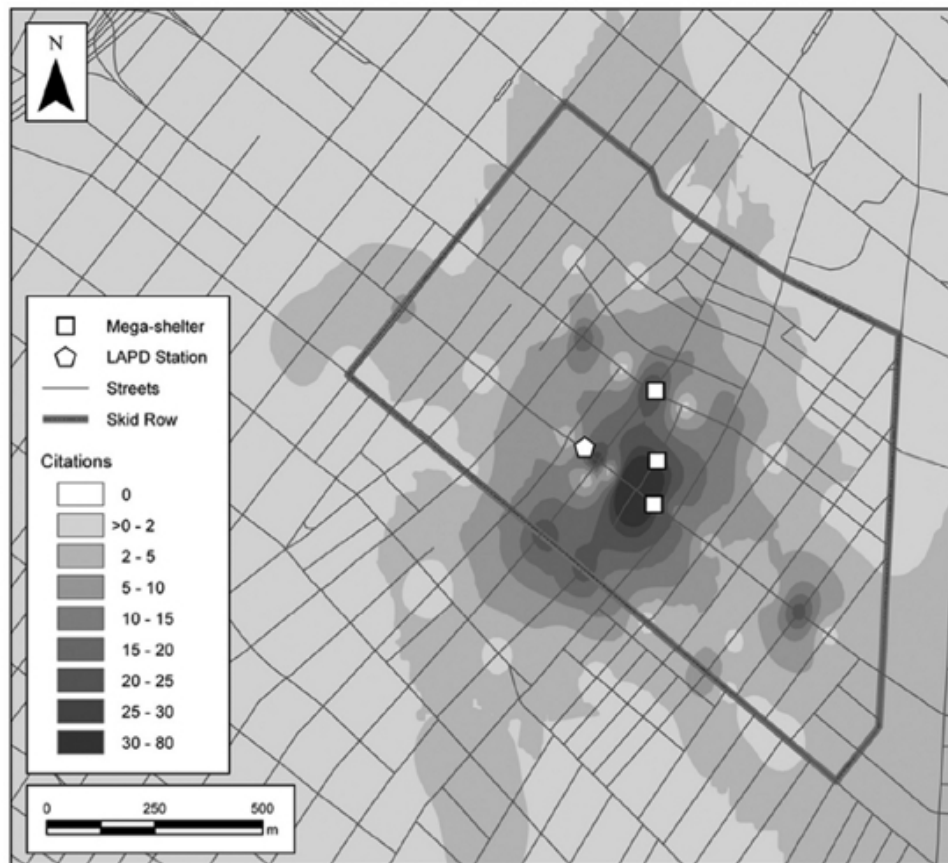 N
Mega-shelter
LAPD Station
Streets
Skid Row
Citations
0
>0 - 2
2 - 5
5 - 10
10 - 15
15 - 20
20 - 25
25 - 30
30 - 80
0 250 500
m